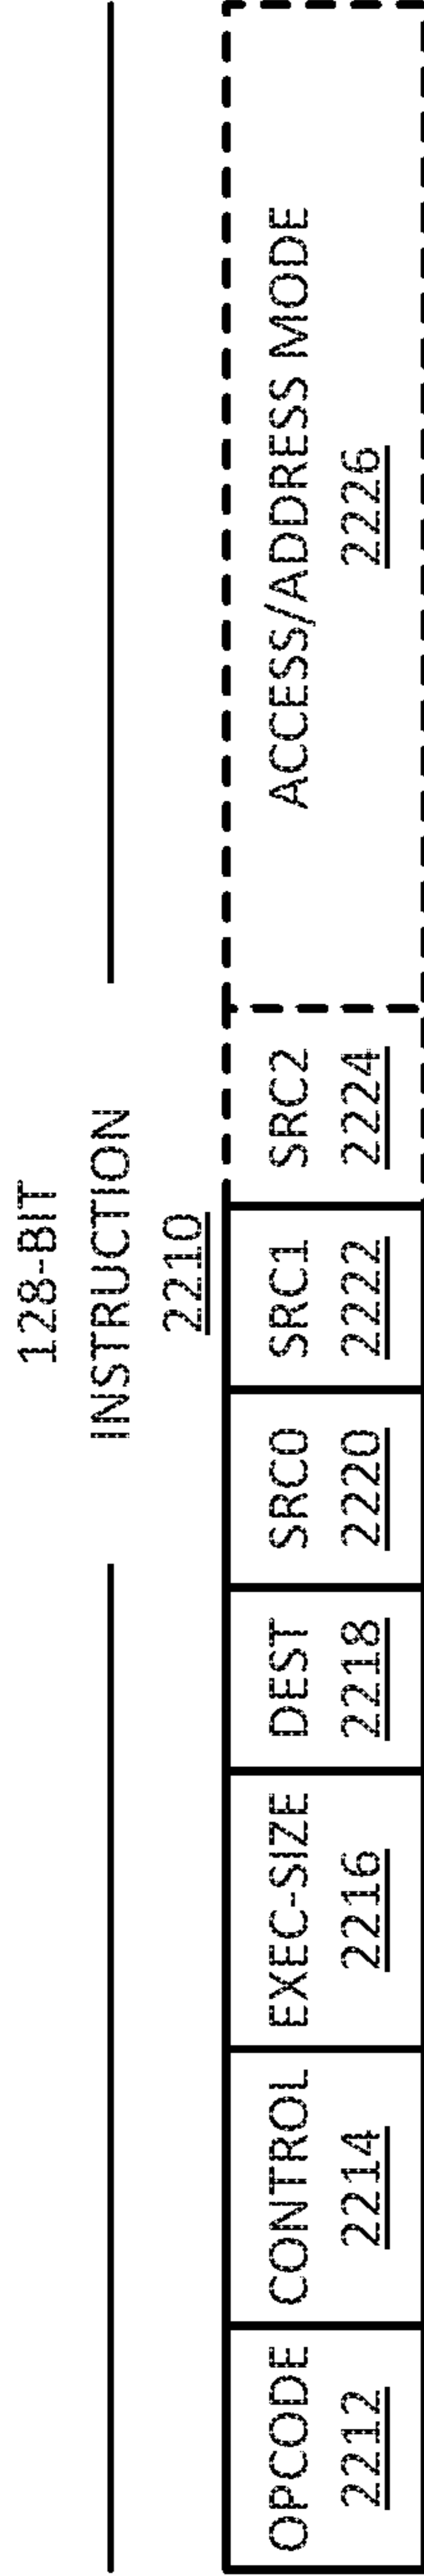 128-BIT
INSTRUCTION
2210
OPCODE
2212
CONTROL
2214
EXEC-SIZE
2216
DEST
2218
SRC0
2220
SRC1
2222
SRC2
2224
ACCESS/ADDRESS MODE
2226